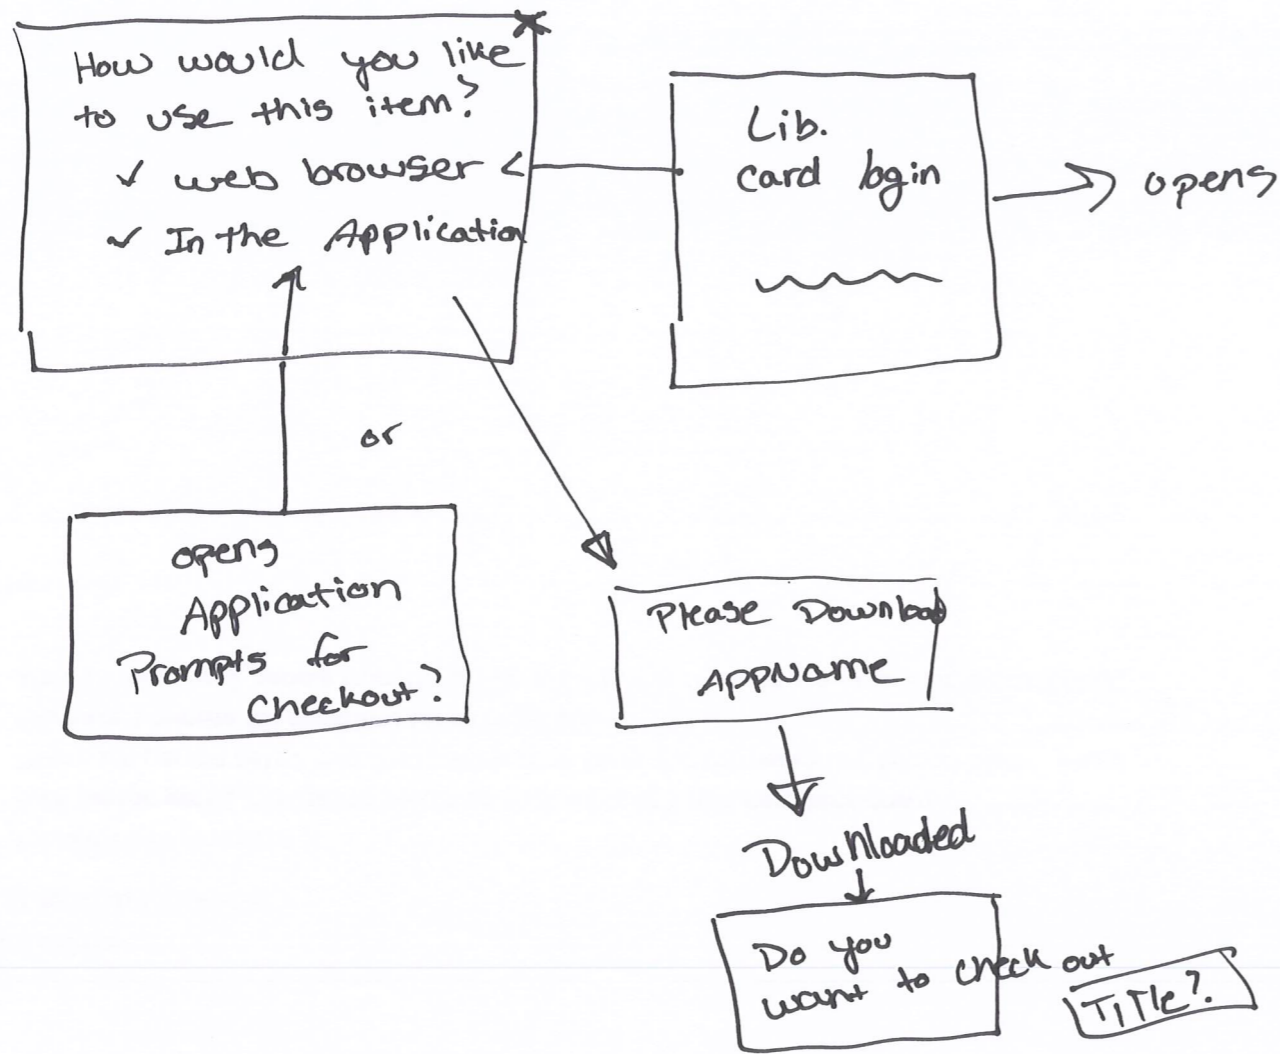 How would you like
to use this item?
✓ web browser
✓ In the Application
Lib.
card login
opens
or
opens
Application
Prompts for
Checkout?
Please Download
APPNAME
Downloaded
Do you
want to check out
Title?